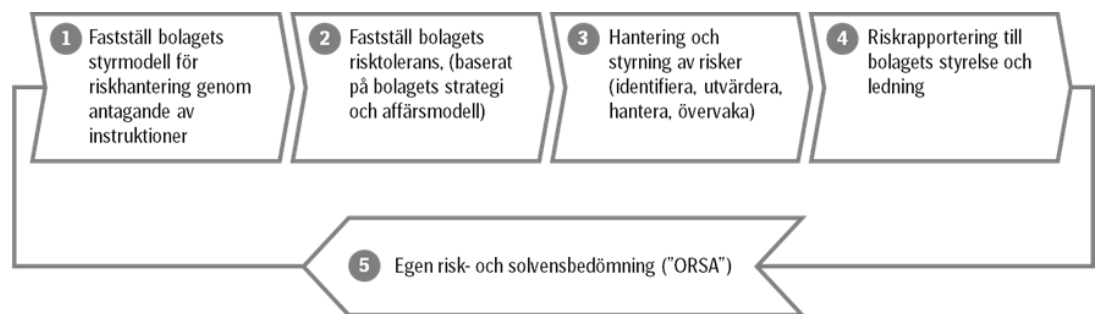 1 Fastställ bolagets
styrmodell för
riskhantering genom
antagande av
instruktioner
2 Fastställ bolagets
risktolerans, (baserat
på bolagets strategi
och affärsmodell)
3 Hantering och
styrning av risker
(identifiera, utvärdera,
hantera, övervaka)
4 Riskrapportering till
bolagets styrelse och
ledning
5 Egen risk- och solvensbedömning (”ORSA”)